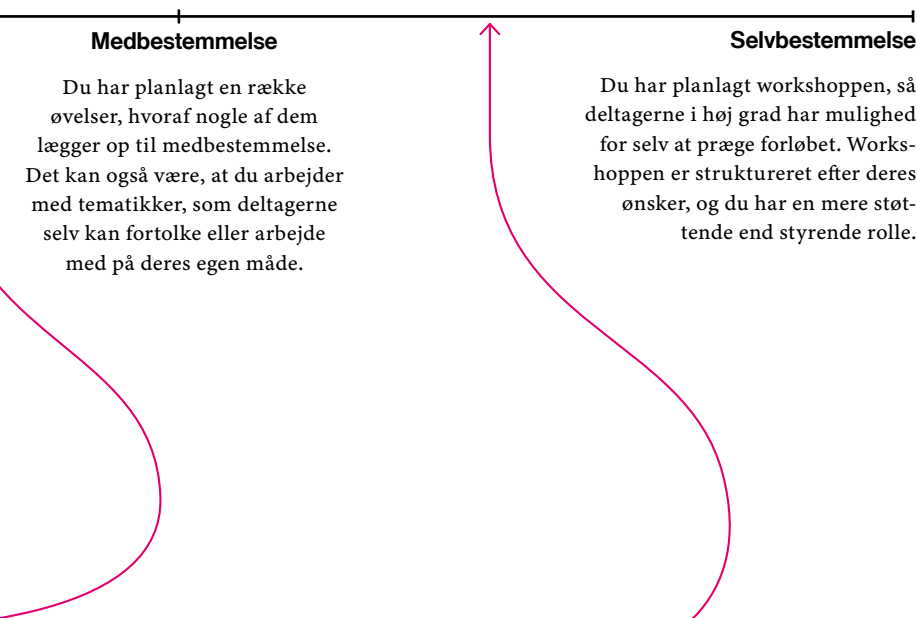 Medbestemmelse
Du har planlagt en række
øvelser, hvoraf nogle af dem
lægger op til medbestemmelse.
Det kan også være, at du arbejder
med tematikker, som deltagerne
selv kan fortolke eller arbejde
med på deres egen måde.
Selvbestemmelse
Du har planlagt workshoppen, så
deltagerne i høj grad har mulighed
for selv at præge forløbet. Works-
hoppen er struktureret efter deres
ønsker, og du har en mere støt-
tende end styrende rolle.